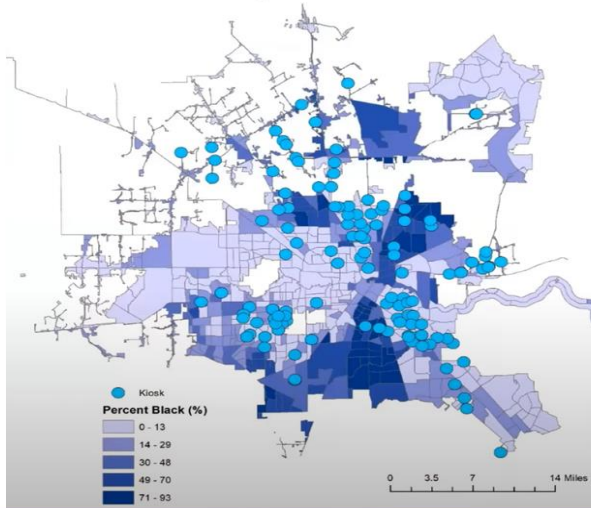 Kiosk
Percent Black (%)
0 - 13
14 - 29
30 - 48
49 - 70
71 - 93
0 3.5 7 14 Miles